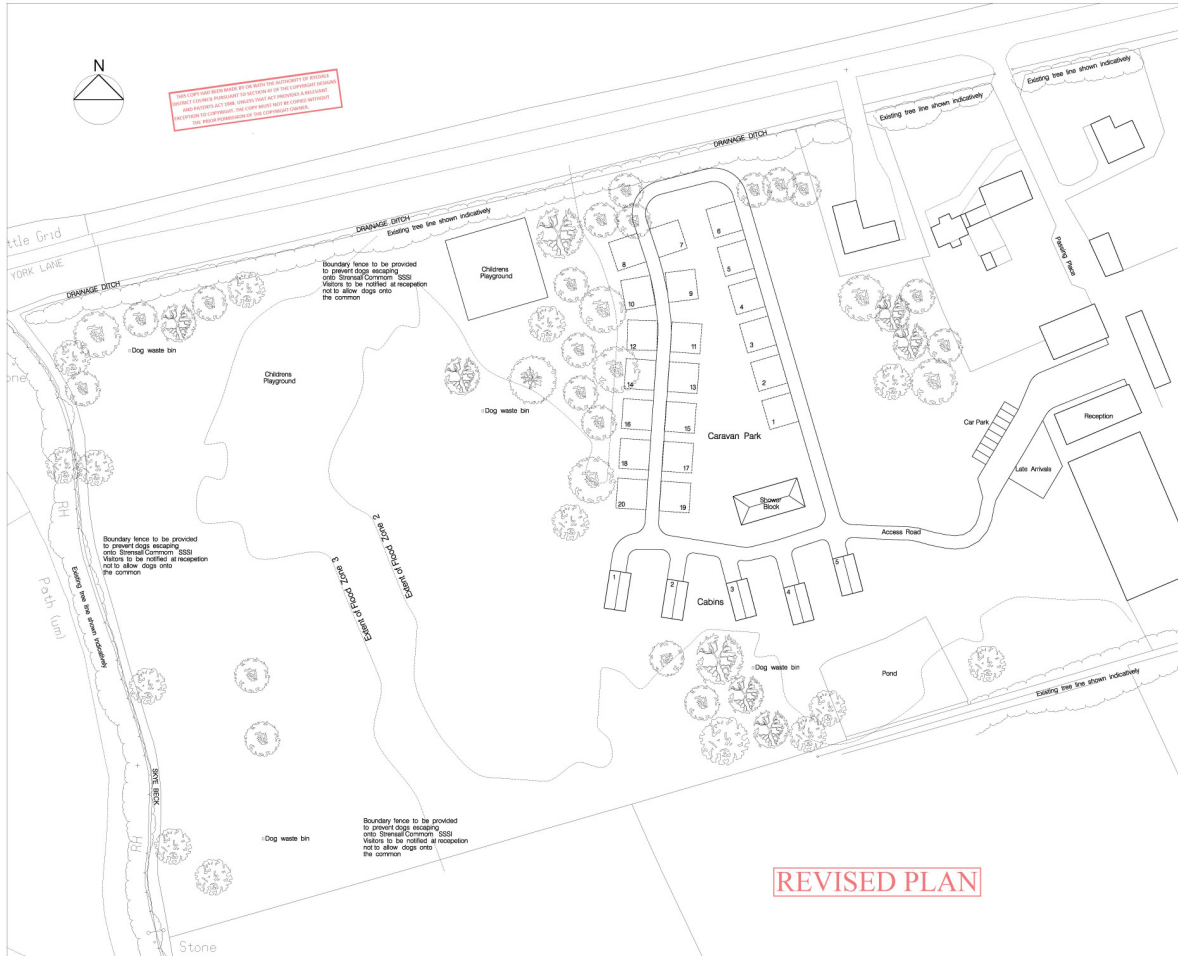 N
THIS COPY HAS BEEN MADE BY OR WITH THE AUTHORITY OF RYEDALE
DISTRICT COUNCIL PURSUANT TO SECTION 47 OF THE COPYRIGHT DESIGNS
AND PATENTS ACT 1988. UNLESS THAT ACT PROVIDES A RELEVANT
EXCEPTION TO COPYRIGHT, THE COPY MUST NOT BE COPIED WITHOUT
THE PRIOR PERMISSION OF THE COPYRIGHT OWNER.
Existing tree line shown indicatively
Existing tree line shown indicatively
DRAINAGE DITCH
DRAINAGE DITCH
Existing tree line shown indicatively
ttle Grid
YORK LANE
DRAINAGE DITCH
Boundary fence to be provided
to prevent dogs escaping
onto Strensall Commom SSSI
Visitors to be notified at recepetion
not to allow dogs onto
the common
Childrens
Playground
Passing Place
8
7
6
5
10
9
4
12
11
3
14
13
2
16
15
1
18
17
20
19
Dog waste bin
Childrens
Playground
Dog waste bin
Caravan Park
Car Park
Reception
Late Arrivals
Shower
Block
Access Road
one
RH
Extent of Flood Zone 2
Extent of Flood Zone 3
Boundary fence to be provided
to prevent dogs escaping
onto Strensall Commom SSSI
Visitors to be notified at recepetion
not to allow dogs onto
the common
Path (um)
Existing tree line shown indicatively
1
2
3
4
5
Cabins
Dog waste bin
Pond
Existing tree line shown indicatively
SKYE BECK
RH
Dog waste bin
Boundary fence to be provided
to prevent dogs escaping
onto Strensall Commom SSSI
Visitors to be notified at recepetion
not to allow dogs onto
the common
REVISED PLAN
Stone